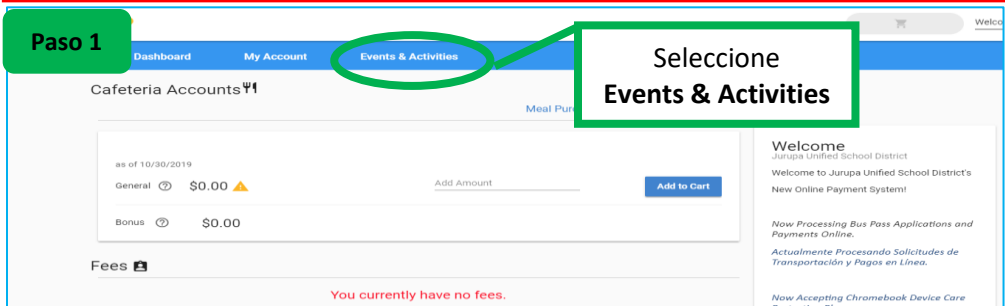 Paso 1
Welco
Dashboard My Account Events & Activities
Seleccione
Events & Activities
Cafeteria Accounts
Meal Pur
as of 10/30/2019
General $0.00
Add Amount
Add to Cart
Bonus $0.00
Fees
You currently have no fees.
Welcome
Jurupa Unified School District
Welcome to Jurupa Unified School District's
New Online Payment System!
Now Processing Bus Pass Applications and
Payments Online.
Actualmente Procesando Solicitudes de
Transportación y Pagos en Línea.
Now Accepting Chromebook Device Care